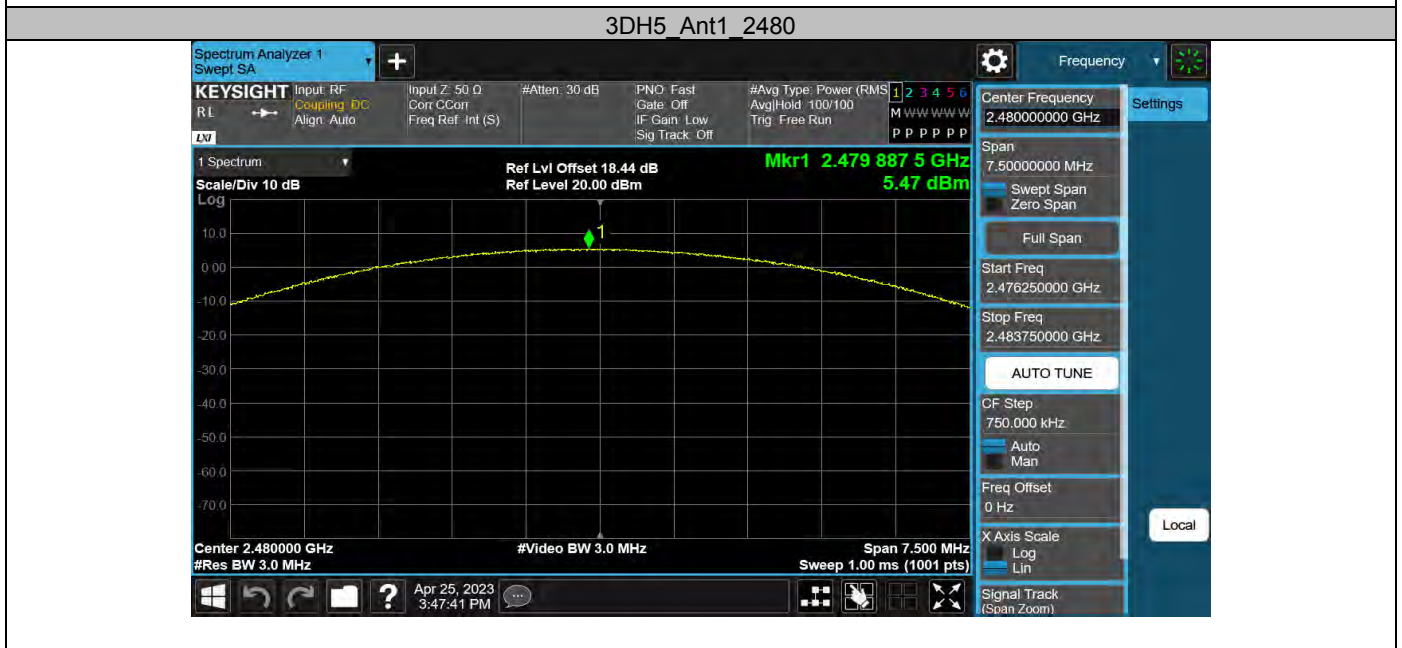 3DH5_Ant1_2480
Spectrum Analyzer 1
Swept SA
Frequency
KEYSIGHT
RL
LXI
Input: RF
Coupling: DC
Align: Auto
Input Z: 50 Ω
Corr CCorr
Freq Ref: Int (S)
#Atten: 30 dB
PNO: Fast
Gate: Off
IF Gain: Low
Sig Track: Off
#Avg Type: Power (RMS
Avg|Hold: 100/100
Trig: Free Run
1 2 3 4 5 6
M W W W W W
P P P P P P
Center Frequency
2.480000000 GHz
Settings
1 Spectrum
Ref Lvl Offset 18.44 dB
Mkr1 2.479 887 5 GHz
Scale/Div 10 dB
Ref Level 20.00 dBm
5.47 dBm
Span
7.50000000 MHz
Swept Span
Zero Span
Full Span
Start Freq
2.476250000 GHz
Stop Freq
2.483750000 GHz
AUTO TUNE
CF Step
750.000 kHz
Auto
Man
Freq Offset
0 Hz
X Axis Scale
Log
Lin
Signal Track
(Span Zoom)
Local
Log
1
10.0
0.00
-10.0
-20.0
-30.0
-40.0
-50.0
-60.0
-70.0
Center 2.480000 GHz
#Video BW 3.0 MHz
Span 7.500 MHz
#Res BW 3.0 MHz
Sweep 1.00 ms (1001 pts)
?
Apr 25, 2023
3:47:41 PM